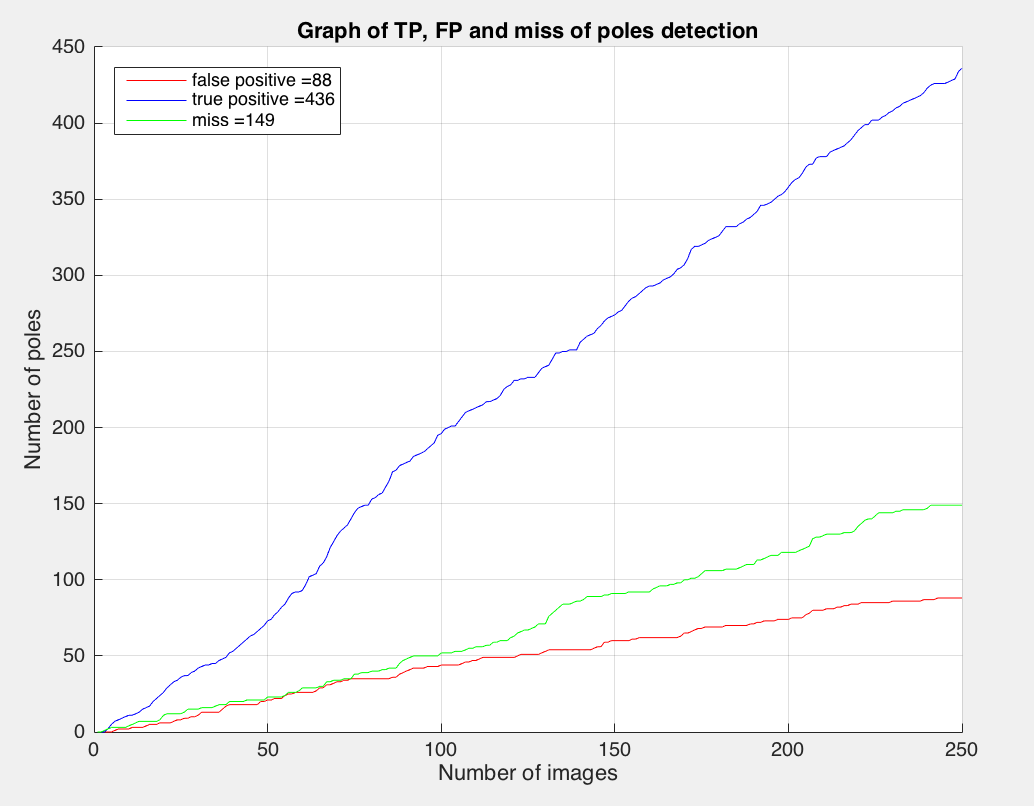 Graph of TP, FP and miss of poles detection
450
400
350
300
250
200
150
100
50
0
false positive =88
true positive =436
miss =149
Number of poles
0 50 100 150 200 250
Number of images